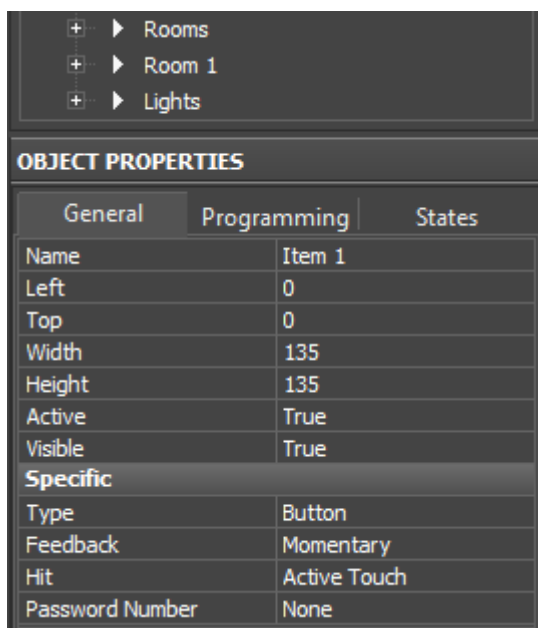 Rooms
Room 1
Lights
OBJECT PROPERTIES
General Programming States
Name Item 1
Left 0
Top 0
Width 135
Height 135
Active True
Visible True
Specific
Type Button
Feedback Momentary
Hit Active Touch
Password Number None